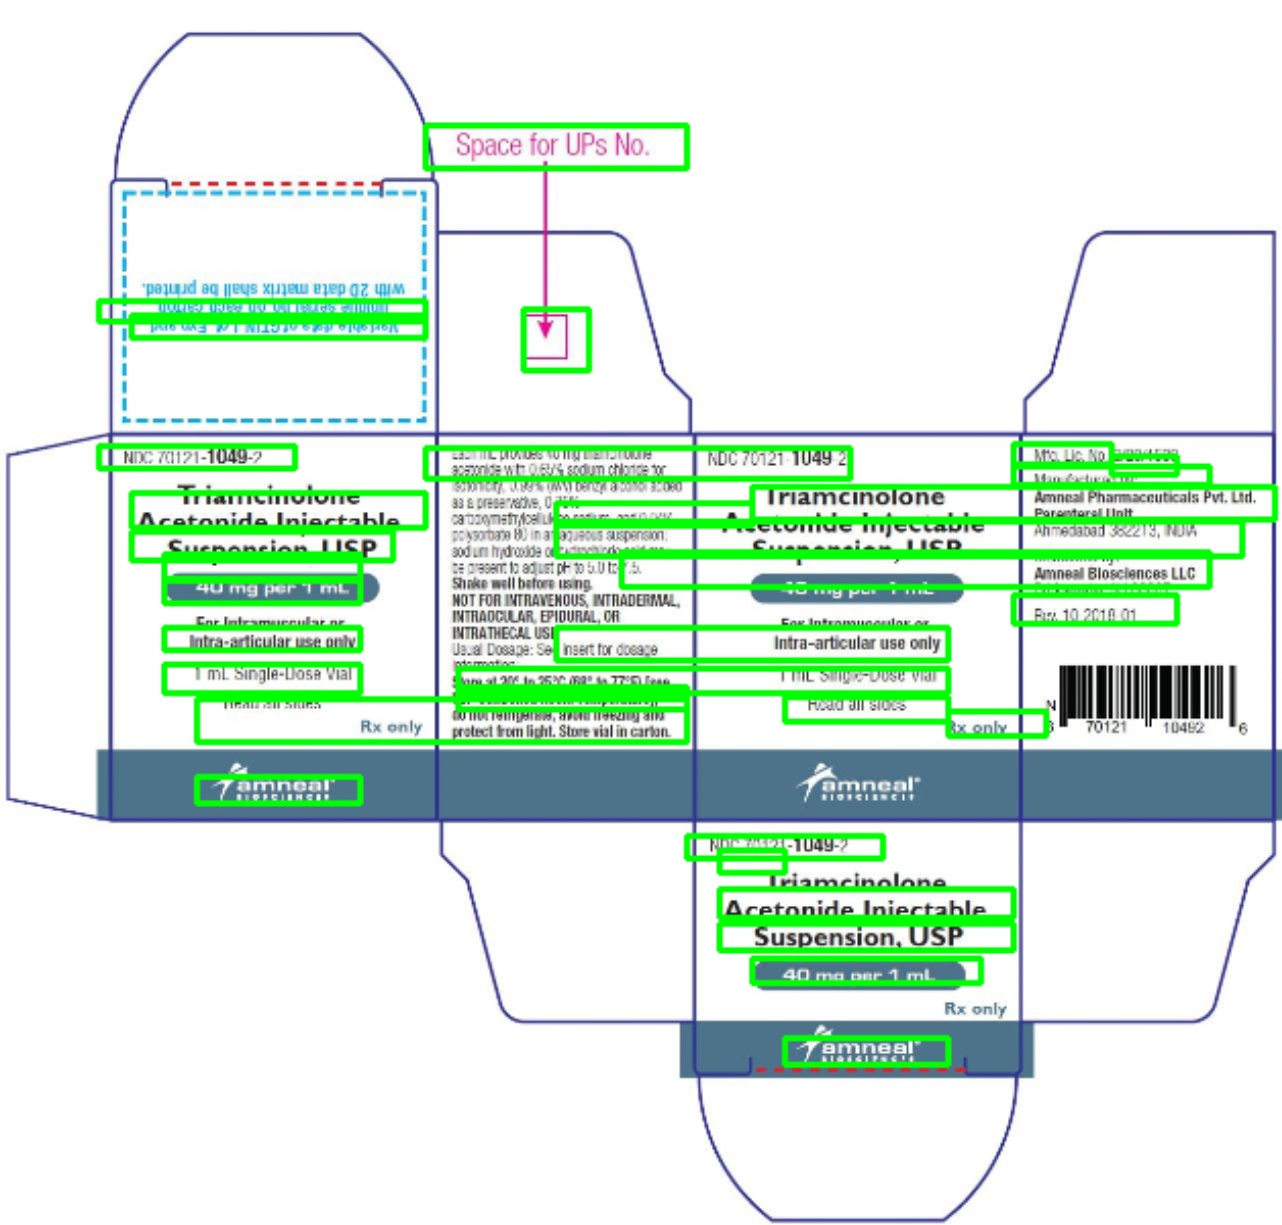 Space for UPs No.
Variable data of GTIN, Lot, Exp and
unique serial no on each carton
with 2D data matrix shall be printed.
NDC 70121-1049-2
Triamcinolone
Acetonide Injectable
Suspension, USP
40 mg per 1 mL
For Intramuscular or
Intra-articular use only
1 mL Single-Dose Vial
Read all sides
Rx only
amneal
BIOSCIENCES
Each mL provides 40 mg triamcinolone
acetonide with 0.65% sodium chloride for
isotonicity, 0.99% (w/v) benzyl alcohol added
as a preservative, 0.75%
carboxymethylcellulose sodium, and 0.04%
polysorbate 80 in an aqueous suspension;
sodium hydroxide or hydrochloric acid may
be present to adjust pH to 5.0 to 7.5.
Shake well before using.
NOT FOR INTRAVENOUS, INTRADERMAL,
INTRAOCULAR, EPIDURAL, OR
INTRATHECAL USE
Usual Dosage: See insert for dosage
information.
Store at 20° to 25°C (68° to 77°F) [see
do not refrigerate, avoid freezing and
protect from light. Store vial in carton.
NDC 70121-1049-2
Triamcinolone
Acetonide Injectable
Suspension, USP
40 mg per 1 mL
For Intramuscular or
Intra-articular use only
1 mL Single-Dose Vial
Read all sides
Rx only
amneal
BIOSCIENCES
Mfg. Lic. No.
Manufactured by:
Amneal Pharmaceuticals Pvt. Ltd.
Parenteral Unit
Ahmedabad 382213, INDIA
Amneal Biosciences LLC
Rev. 10-2018-01
N
3 70121 10492 6
NDC 70121-1049-2
Triamcinolone
Acetonide Injectable
Suspension, USP
40 mg per 1 mL
Rx only
amneal
BIOSCIENCES